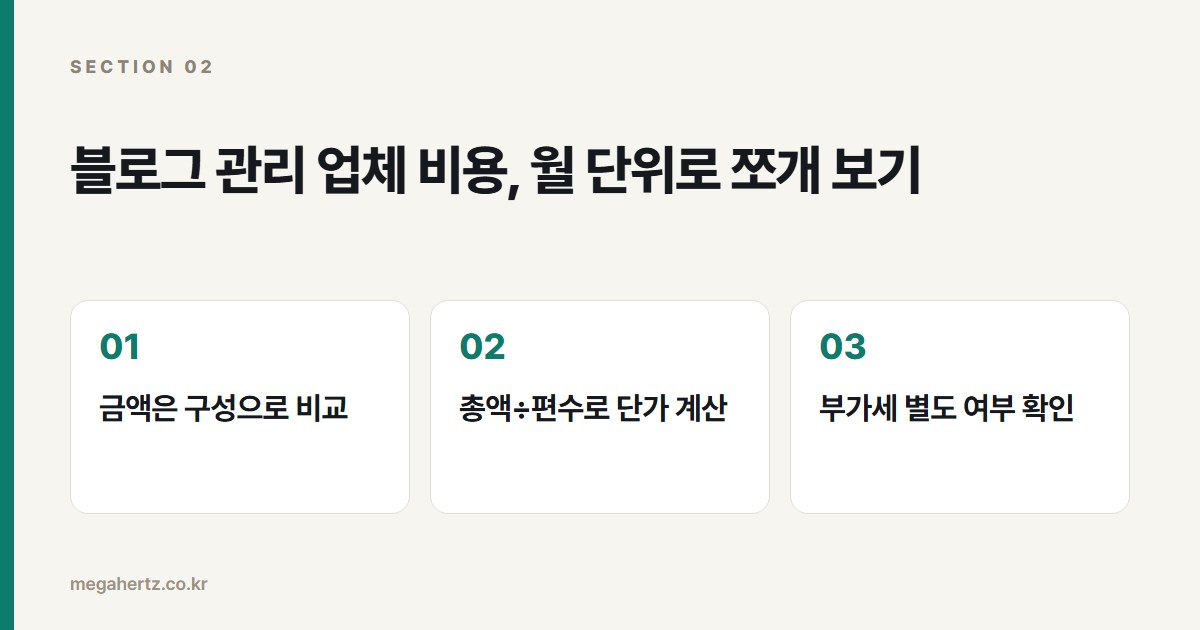 SECTION 02
블로그 관리 업체 비용, 월 단위로 쪼개 보기
01
금액은 구성으로 비교
02
총액÷편수로 단가 계산
03
부가세 별도 여부 확인
megahertz.co.kr